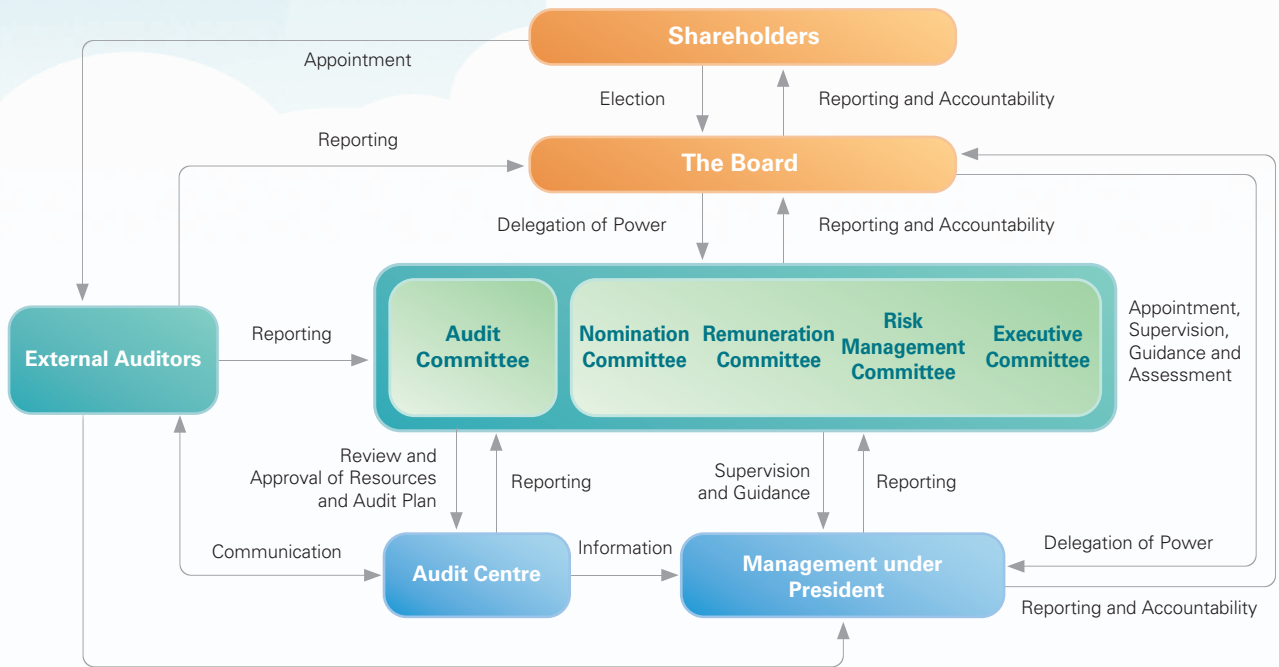 Shareholders
Appointment
Election
Reporting and Accountability
Reporting
The Board
Delegation of Power
Reporting and Accountability
External Auditors
Reporting
Audit
Committee
Nomination
Committee
Remuneration
Committee
Risk
Management
Committee
Executive
Committee
Appointment,
Supervision,
Guidance and
Assessment
Review and
Approval of Resources
and Audit Plan
Reporting
Supervision
and Guidance
Reporting
Communication
Audit Centre
Information
Management under
President
Delegation of Power
Reporting and Accountability